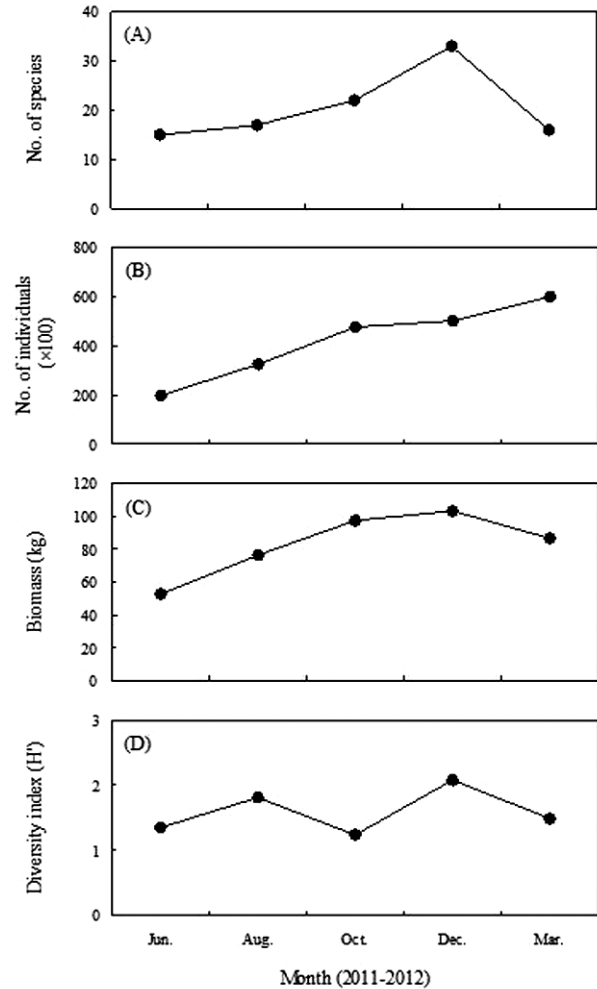 (A)
No. of species
40
30
20
10
0
(B)
No. of individuals
(×100)
800
600
400
200
0
(C)
Biomass (kg)
120
100
80
60
40
20
0
(D)
Diversity index (H')
3
2
1
0
Jun. Aug. Oct. Dec. Mar.
Month (2011-2012)